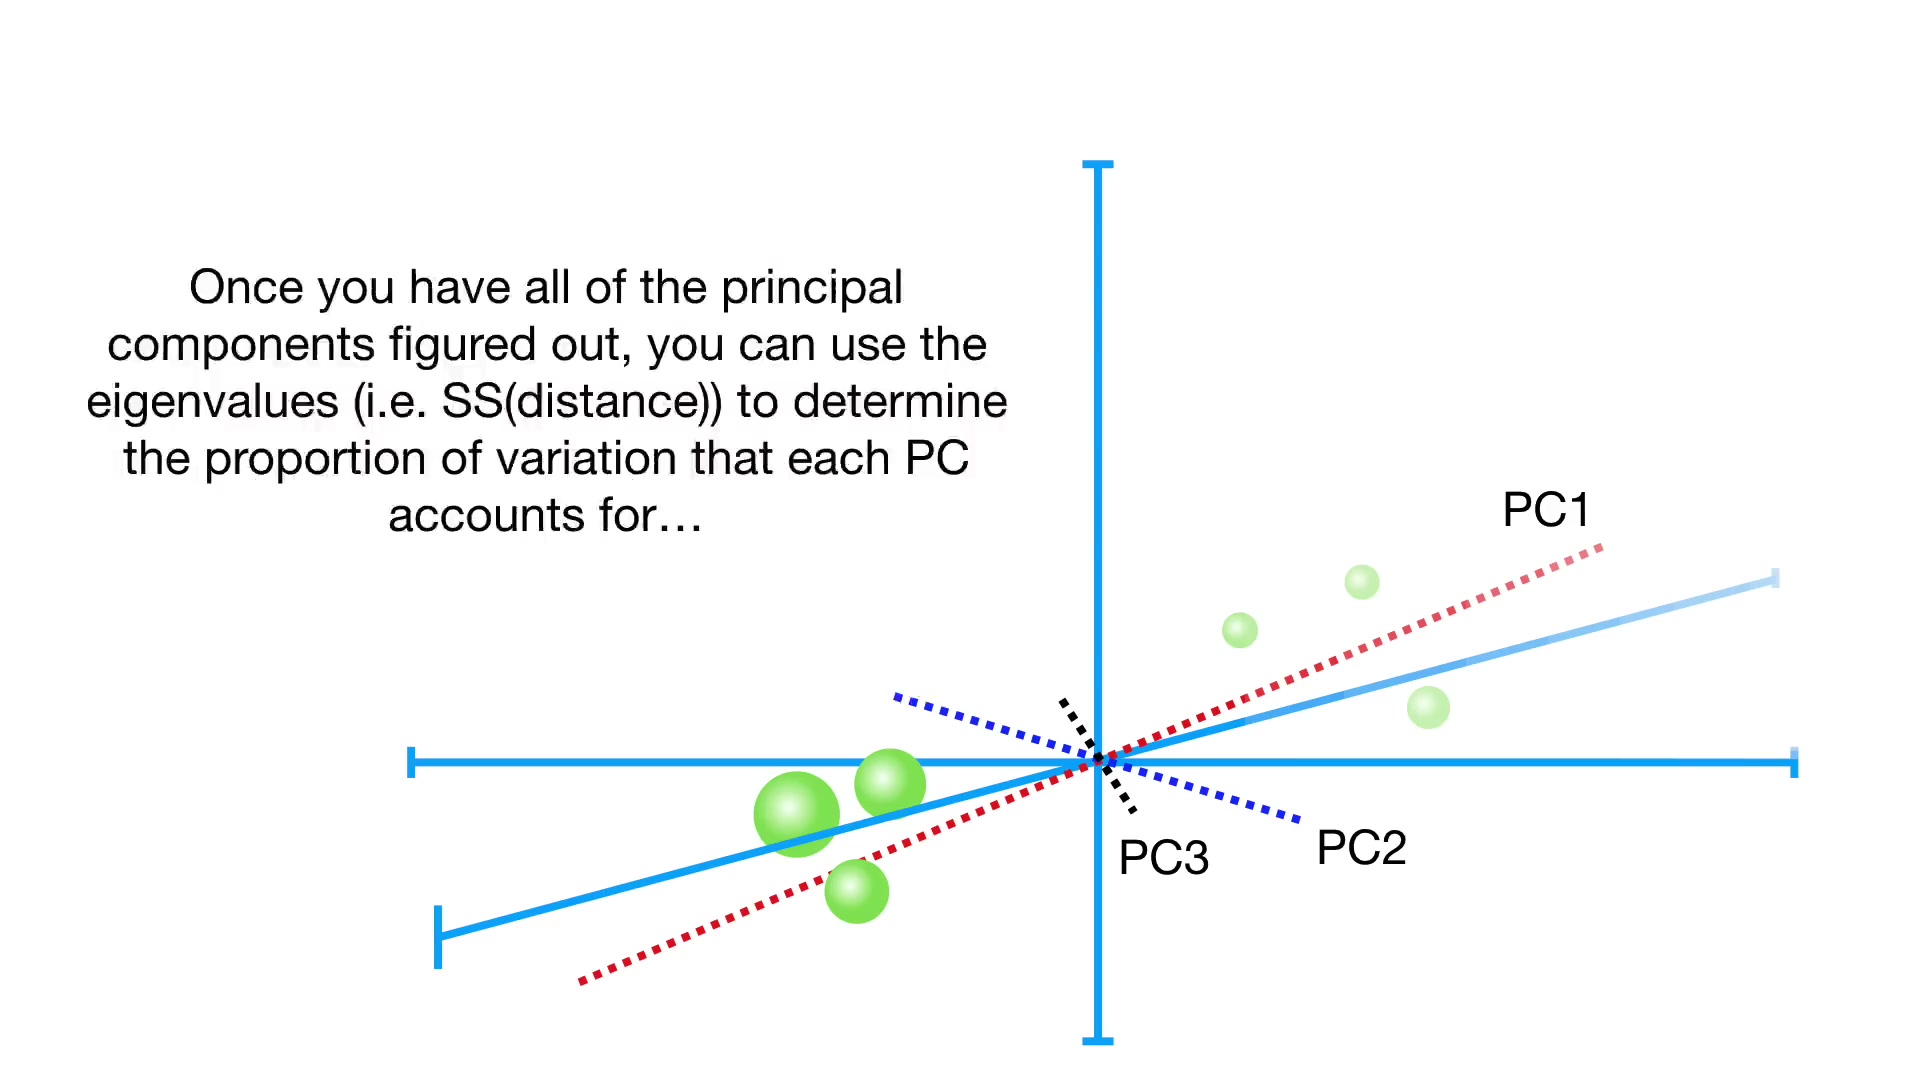 Once you have all of the principal
components figured out, you can use the
eigenvalues (i.e. SS(distance)) to determine
the proportion of variation that each PC
accounts for…
PC1
PC2
PC3